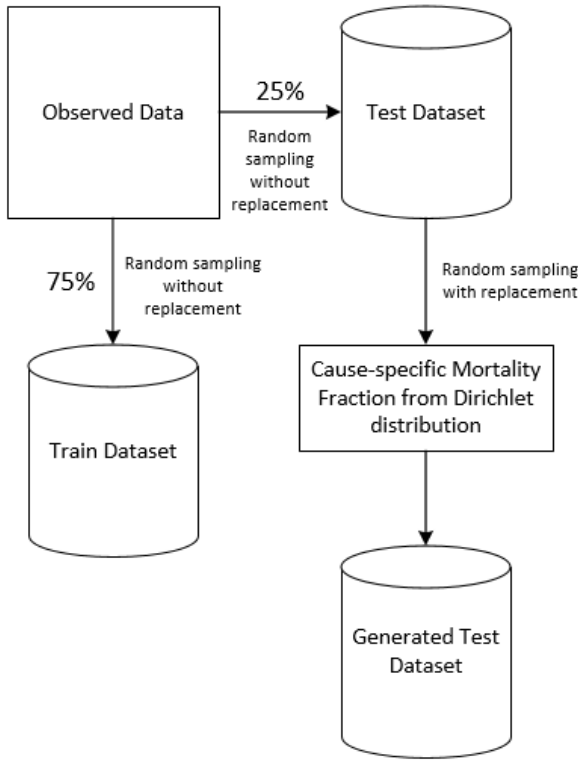 Observed Data
25%
Random
sampling
without
replacement
Test Dataset
75%
Random sampling
without
replacement
Random sampling
with replacement
Train Dataset
Cause-specific Mortality
Fraction from Dirichlet
distribution
Generated Test
Dataset